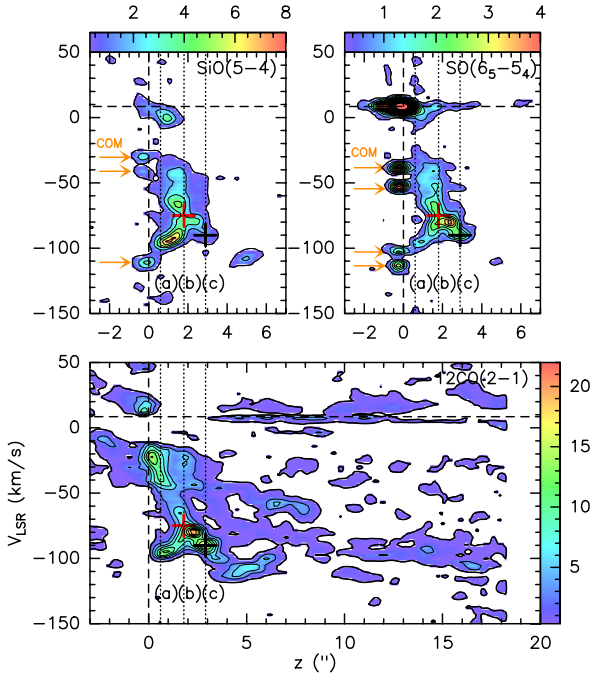 2 4 6 8
1 2 3 4
50
0
−50
−100
−150
SiO(5−4)
COM
(a)(b)(c)
−2 0 2 4 6
50
0
−50
−100
−150
SO(6₅−5₄)
COM
(a)(b)(c)
−2 0 2 4 6
50
0
−50
−100
−150
V_LSR (km/s)
12CO(2−1)
(a)(b)(c)
0 5 10 15 20
z ('')
20
15
10
5